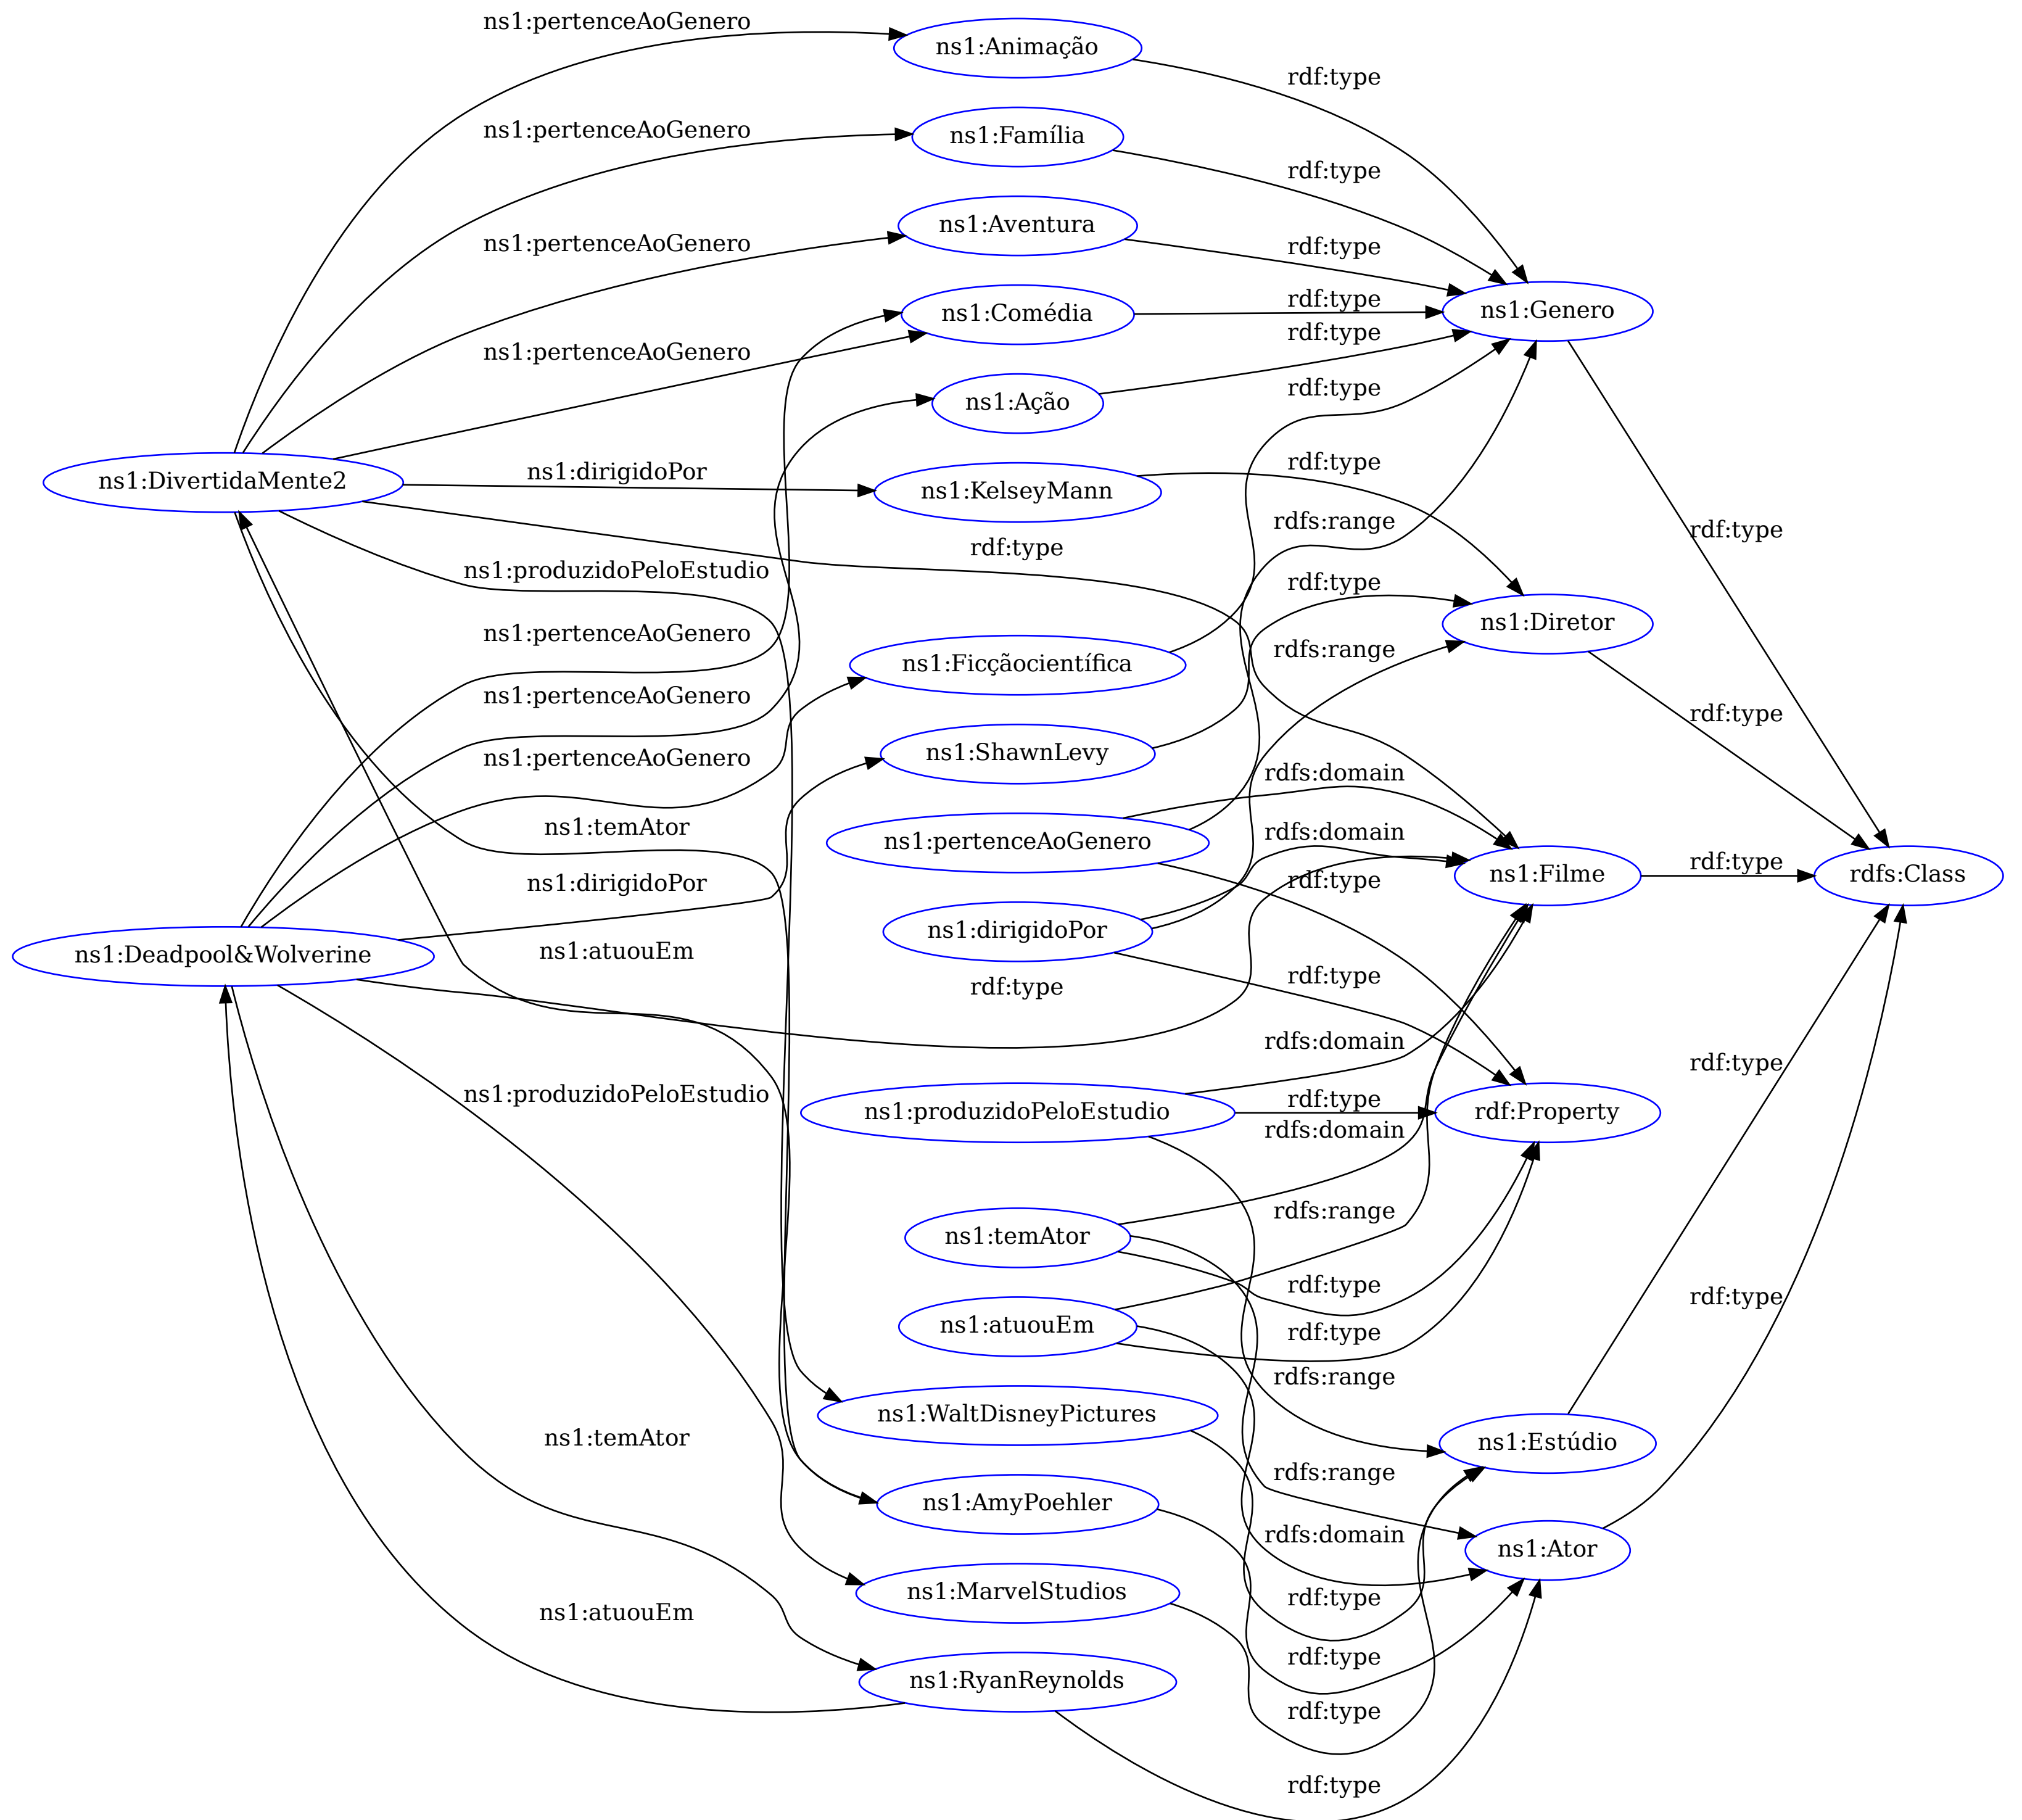 ns1:pertenceAoGenero
ns1:Animação
rdf:type
ns1:pertenceAoGenero
ns1:Família
rdf:type
ns1:pertenceAoGenero
ns1:Aventura
rdf:type
ns1:pertenceAoGenero
ns1:Comédia
rdf:type
ns1:Genero
rdf:type
ns1:Ação
rdf:type
ns1:DivertidaMente2
ns1:dirigidoPor
ns1:KelseyMann
rdf:type
rdfs:range
rdf:type
rdf:type
ns1:produzidoPeloEstudio
rdf:type
ns1:Diretor
ns1:pertenceAoGenero
rdfs:range
ns1:Ficçãocientífica
ns1:pertenceAoGenero
rdf:type
ns1:pertenceAoGenero
ns1:ShawnLevy
rdfs:domain
ns1:temAtor
ns1:pertenceAoGenero
rdfs:domain
rdf:type
ns1:Filme
rdfs:Class
ns1:dirigidoPor
rdf:type
ns1:dirigidoPor
ns1:Deadpool&Wolverine
ns1:atuouEm
rdf:type
rdf:type
rdfs:domain
rdf:type
ns1:produzidoPeloEstudio
ns1:produzidoPeloEstudio
rdf:type
rdf:Property
rdfs:domain
rdfs:range
ns1:temAtor
rdf:type
rdf:type
ns1:atuouEm
rdf:type
rdfs:range
ns1:WaltDisneyPictures
ns1:temAtor
ns1:Estúdio
rdfs:range
ns1:AmyPoehler
rdfs:domain
ns1:Ator
ns1:MarvelStudios
rdf:type
ns1:atuouEm
rdf:type
ns1:RyanReynolds
rdf:type
rdf:type